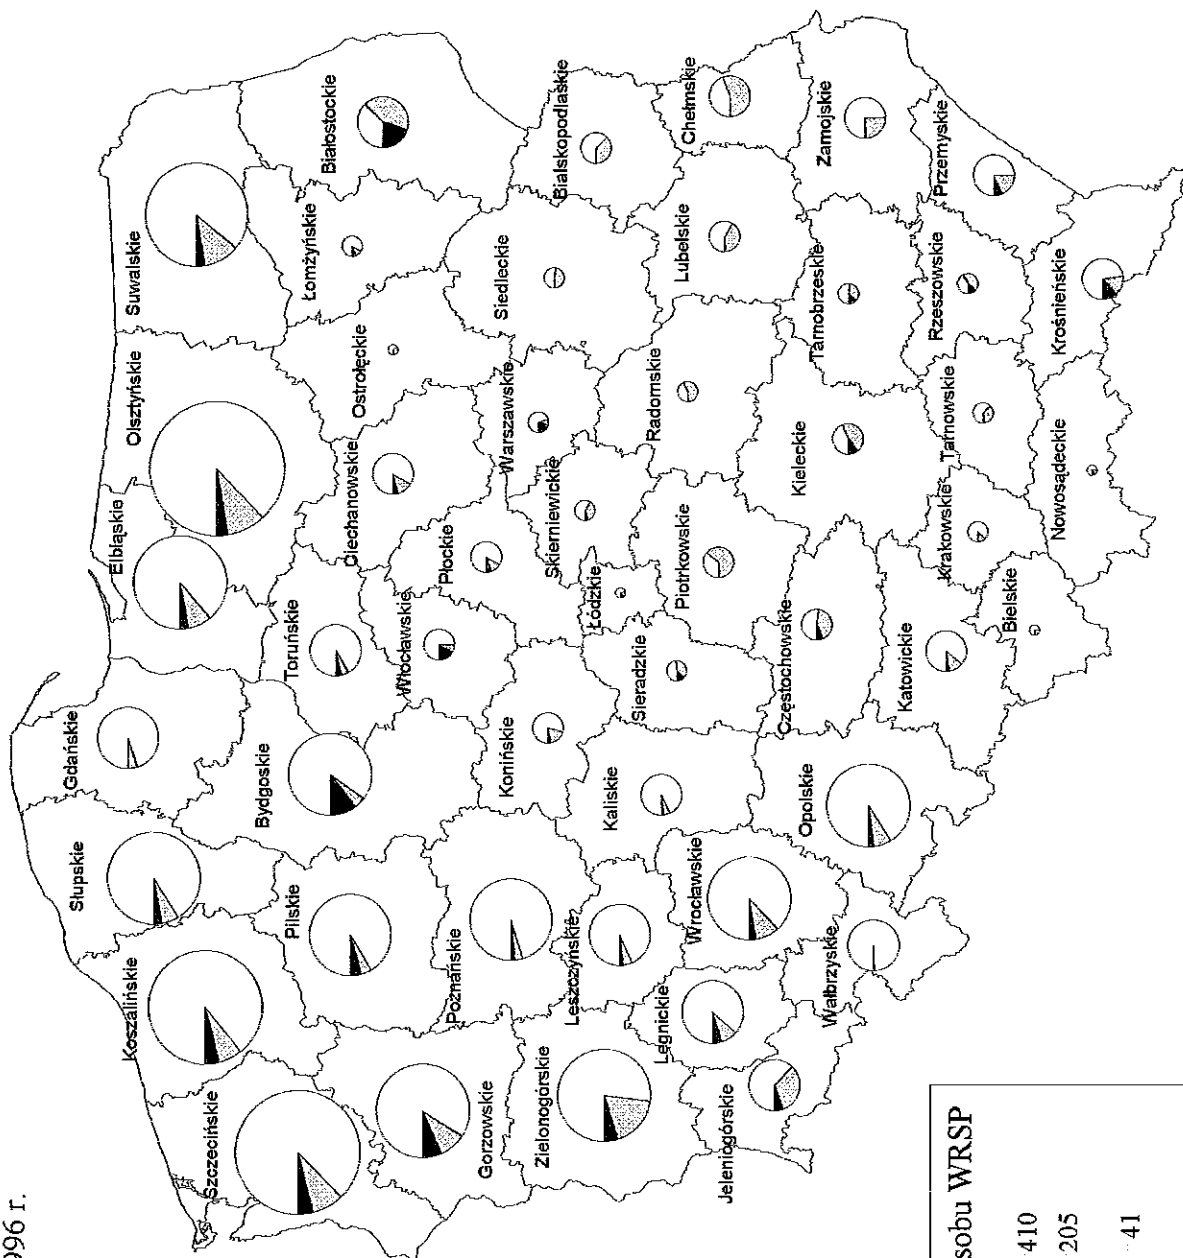 996 r.
Suwalskie
Olsztyńskie
Elbląskie
Gdańskie
Słupskie
Koszalińskie
Szczecińskie
Białostockie
Łomżyńskie
Ostrołęckie
Ciechanowskie
Toruńskie
Bydgoskie
Pilskie
Gorzowskie
Bialskopodlaskie
Siedleckie
Warszawskie
Płockie
Włocławskie
Konińskie
Poznańskie
Zielonogórskie
Chełmskie
Lubelskie
Radomskie
Skierniewickie
Łódzkie
Sieradzkie
Kaliskie
Leszczyńskie
Legnickie
Jeleniogórskie
Zamojskie
Tarnobrzeskie
Kieleckie
Piotrkowskie
Częstochowskie
Opolskie
Wrocławskie
Wałbrzyskie
Przemyskie
Rzeszowskie
Krośnieńskie
Tarnowskie
Nowosądeckie
Krakowskie
Bielskie
Katowickie
sobu WRSP
410
205
41